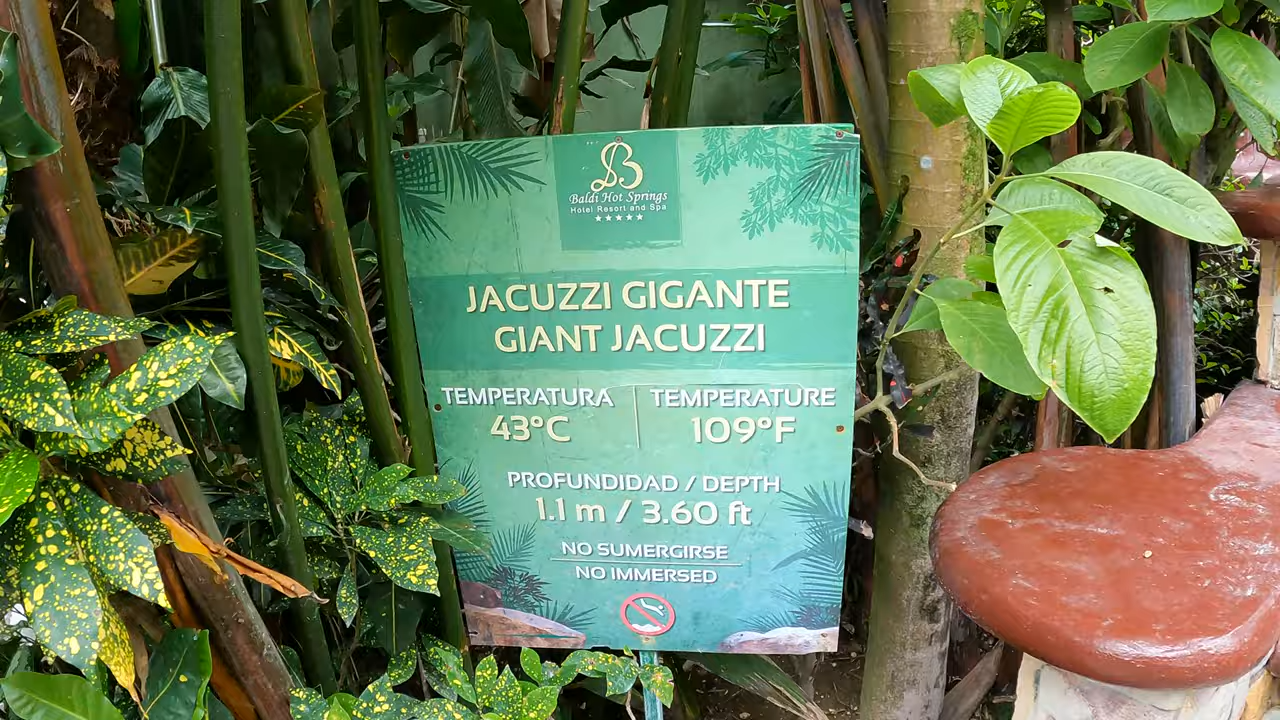 B
Baldi Hot Springs
Hotel Resort and Spa
JACUZZI GIGANTE
GIANT JACUZZI
TEMPERATURA
43°C
TEMPERATURE
109°F
PROFUNDIDAD / DEPTH
1.1 m / 3.60 ft
NO SUMERGIRSE
NO IMMERSED